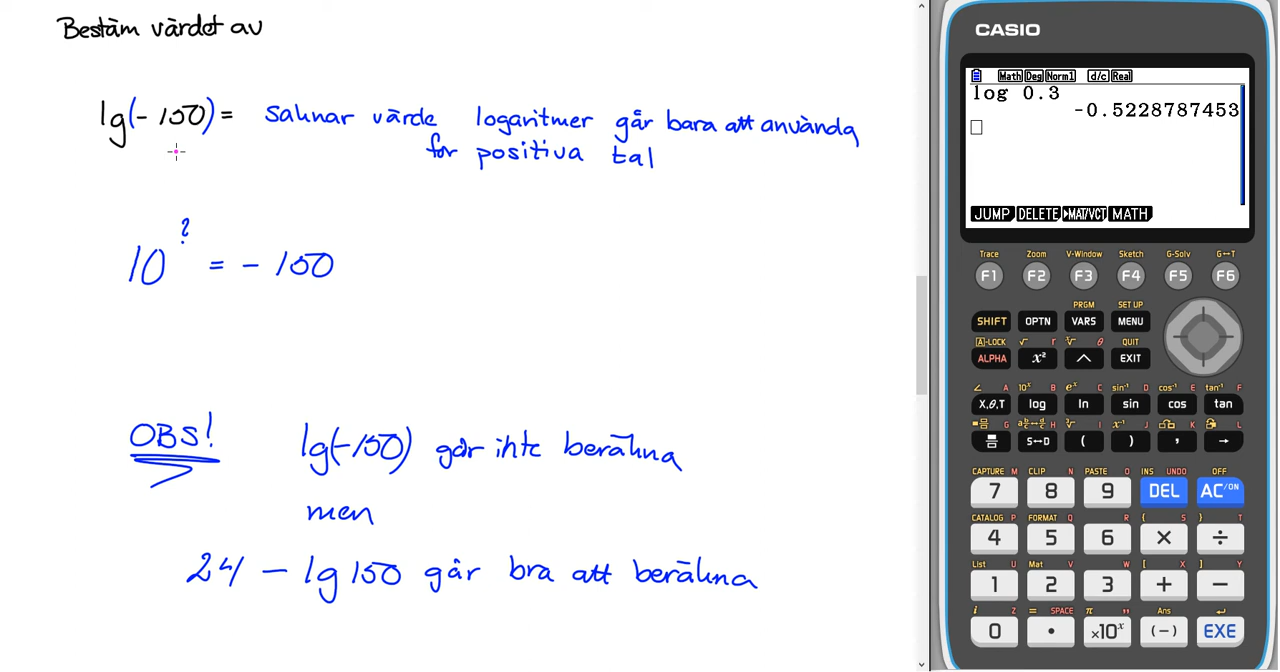 Bestäm värdet av
lg(-150) = saknar värde logaritmer går bara att använda
för positiva tal
10^? = -150
OBS! lg(-150) går inte beräkna
men
24 - lg 150 går bra att beräkna
CASIO
Math Deg Norm1 d/c Real
log 0.3
-0.5228787453
JUMP DELETE ▶MAT/VCT MATH
Trace Zoom V-Window Sketch G-Solv G↔T
F1 F2 F3 F4 F5 F6
PRGM SET UP
SHIFT OPTN VARS MENU
A-LOCK √ r ∛ θ QUIT
ALPHA x² ^ EXIT
∠ A 10ˣ B eˣ C sin⁻¹ D cos⁻¹ E tan⁻¹ F
X,θ,T log ln sin cos tan
G H √ I x⁻¹ J K L
S↔D ( ) , →
CAPTURE M CLIP N PASTE O INS UNDO OFF
7 8 9 DEL AC/ON
CATALOG P FORMAT Q R { S } T
4 5 6 × ÷
List U Mat V W [ X ] Y
1 2 3 + −
i Z = SPACE π " Ans ↵
0 • ×10ˣ (−) EXE